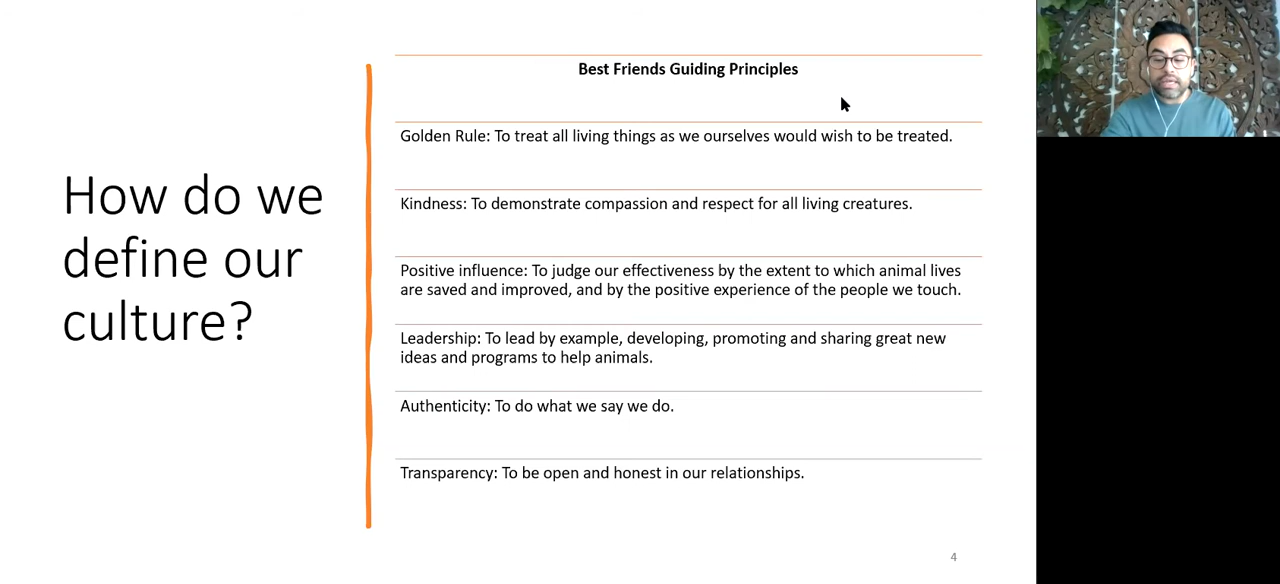 How do we
define our
culture?
Best Friends Guiding Principles
Golden Rule: To treat all living things as we ourselves would wish to be treated.
Kindness: To demonstrate compassion and respect for all living creatures.
Positive influence: To judge our effectiveness by the extent to which animal lives
are saved and improved, and by the positive experience of the people we touch.
Leadership: To lead by example, developing, promoting and sharing great new
ideas and programs to help animals.
Authenticity: To do what we say we do.
Transparency: To be open and honest in our relationships.
4